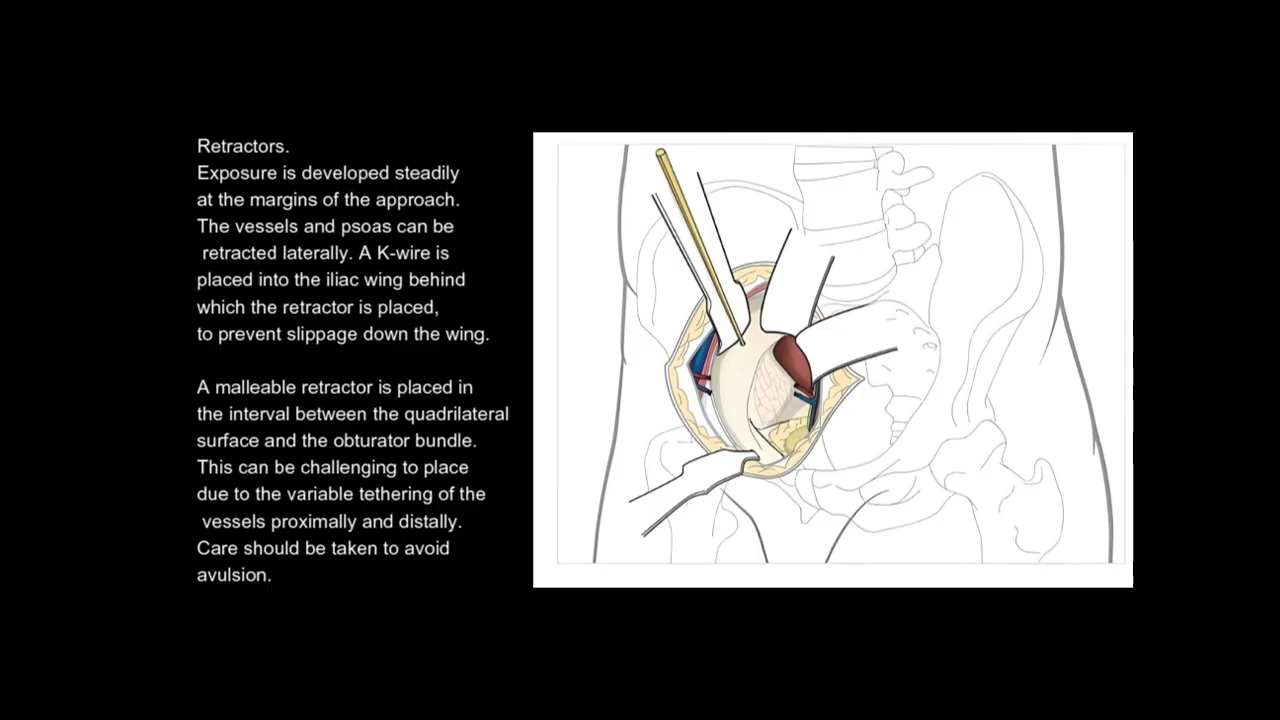 Retractors.
Exposure is developed steadily
at the margins of the approach.
The vessels and psoas can be
retracted laterally. A K-wire is
placed into the iliac wing behind
which the retractor is placed,
to prevent slippage down the wing.
A malleable retractor is placed in
the interval between the quadrilateral
surface and the obturator bundle.
This can be challenging to place
due to the variable tethering of the
vessels proximally and distally.
Care should be taken to avoid
avulsion.